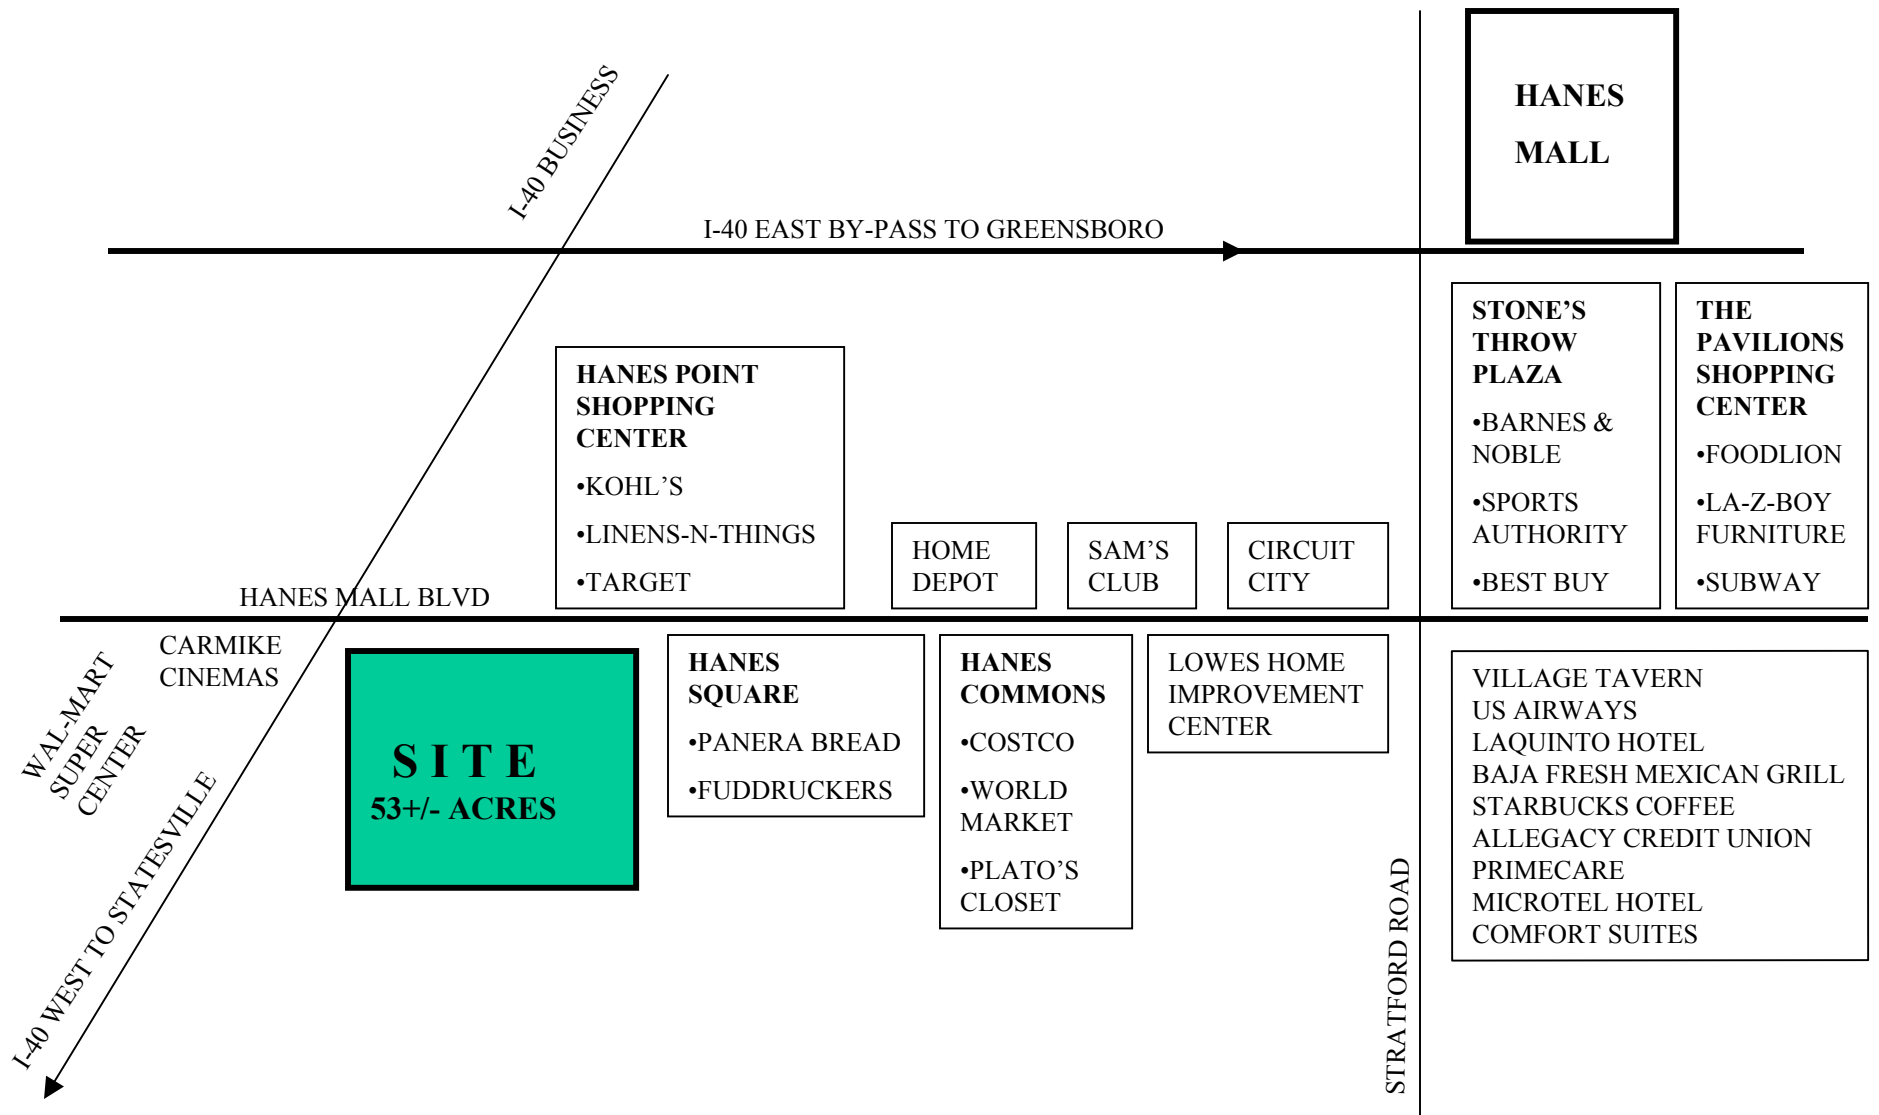 HANES
MALL
I-40 BUSINESS
I-40 EAST BY-PASS TO GREENSBORO
STONE’S
THROW
PLAZA
•BARNES &
NOBLE
•SPORTS
AUTHORITY
•BEST BUY
THE
PAVILIONS
SHOPPING
CENTER
•FOODLION
•LA-Z-BOY
FURNITURE
•SUBWAY
HANES POINT
SHOPPING
CENTER
•KOHL’S
•LINENS-N-THINGS
•TARGET
HOME
DEPOT
SAM’S
CLUB
CIRCUIT
CITY
HANES MALL BLVD
CARMIKE
CINEMAS
WAL-MART
SUPER
CENTER
I-40 WEST TO STATESVILLE
S I T E
53+/- ACRES
HANES
SQUARE
•PANERA BREAD
•FUDDRUCKERS
HANES
COMMONS
•COSTCO
•WORLD
MARKET
•PLATO’S
CLOSET
LOWES HOME
IMPROVEMENT
CENTER
STRATFORD ROAD
VILLAGE TAVERN
US AIRWAYS
LAQUINTO HOTEL
BAJA FRESH MEXICAN GRILL
STARBUCKS COFFEE
ALLEGACY CREDIT UNION
PRIMECARE
MICROTEL HOTEL
COMFORT SUITES